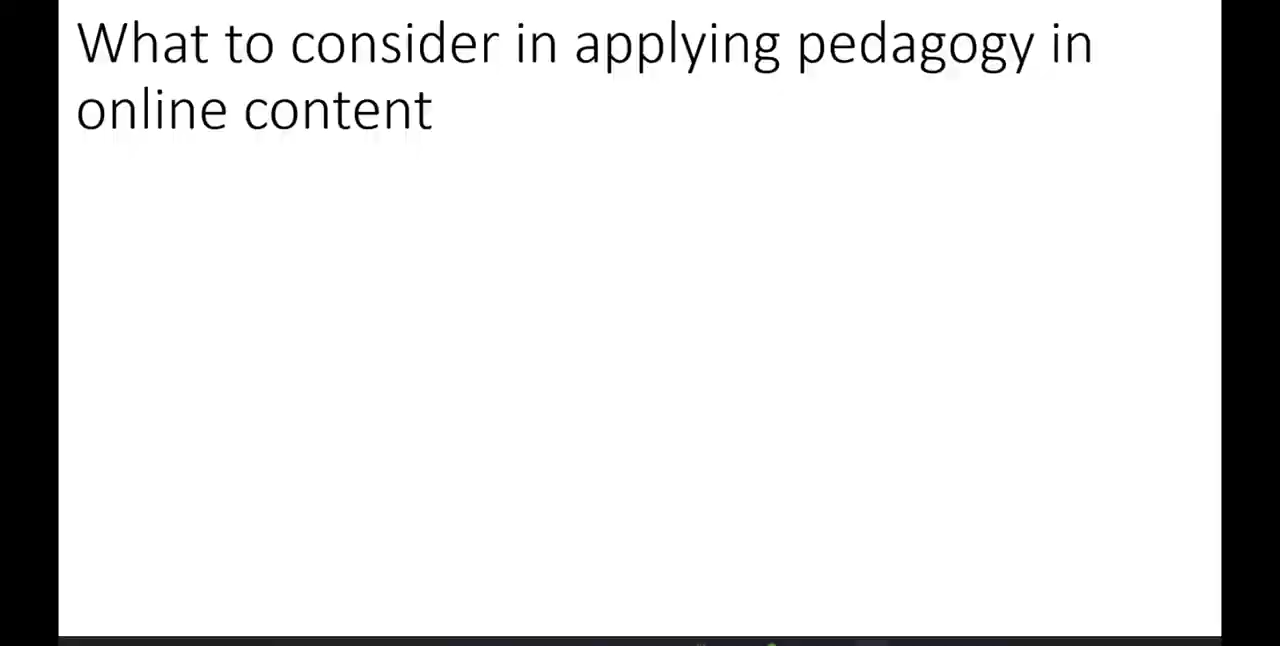 What to consider in applying pedagogy in
online content